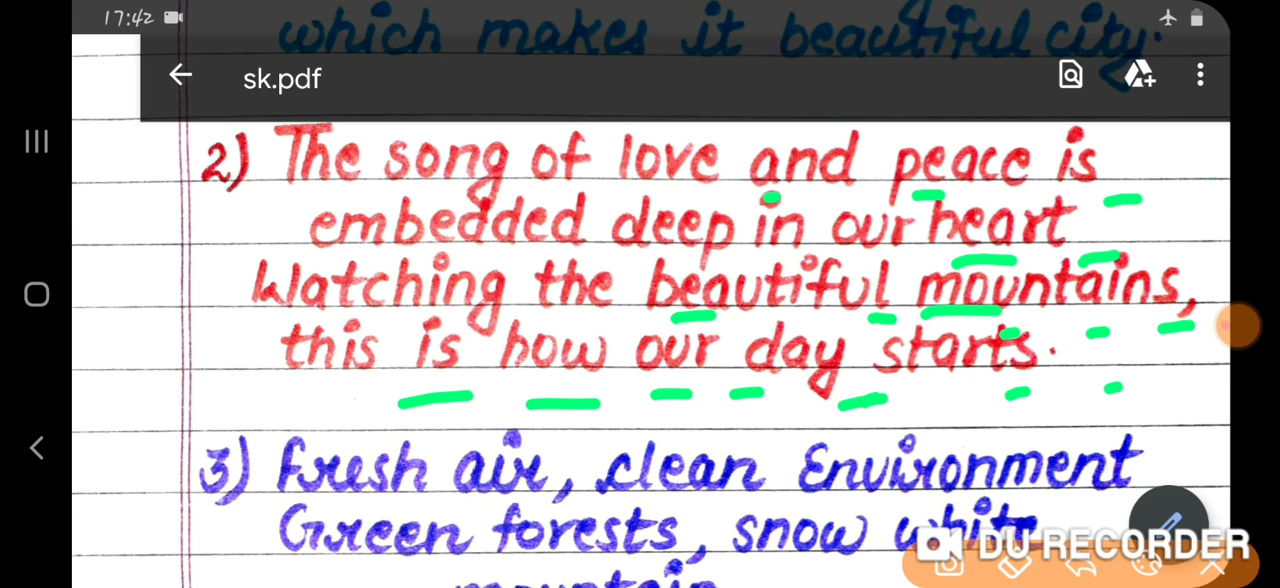 which makes it beautiful city.
17:42
sk.pdf
2) The song of love and peace is
embedded deep in our heart
Watching the beautiful mountains,
this is how our day starts.
3) Fresh air, clean Environment
Green forests, snow white
mountain
DU RECORDER